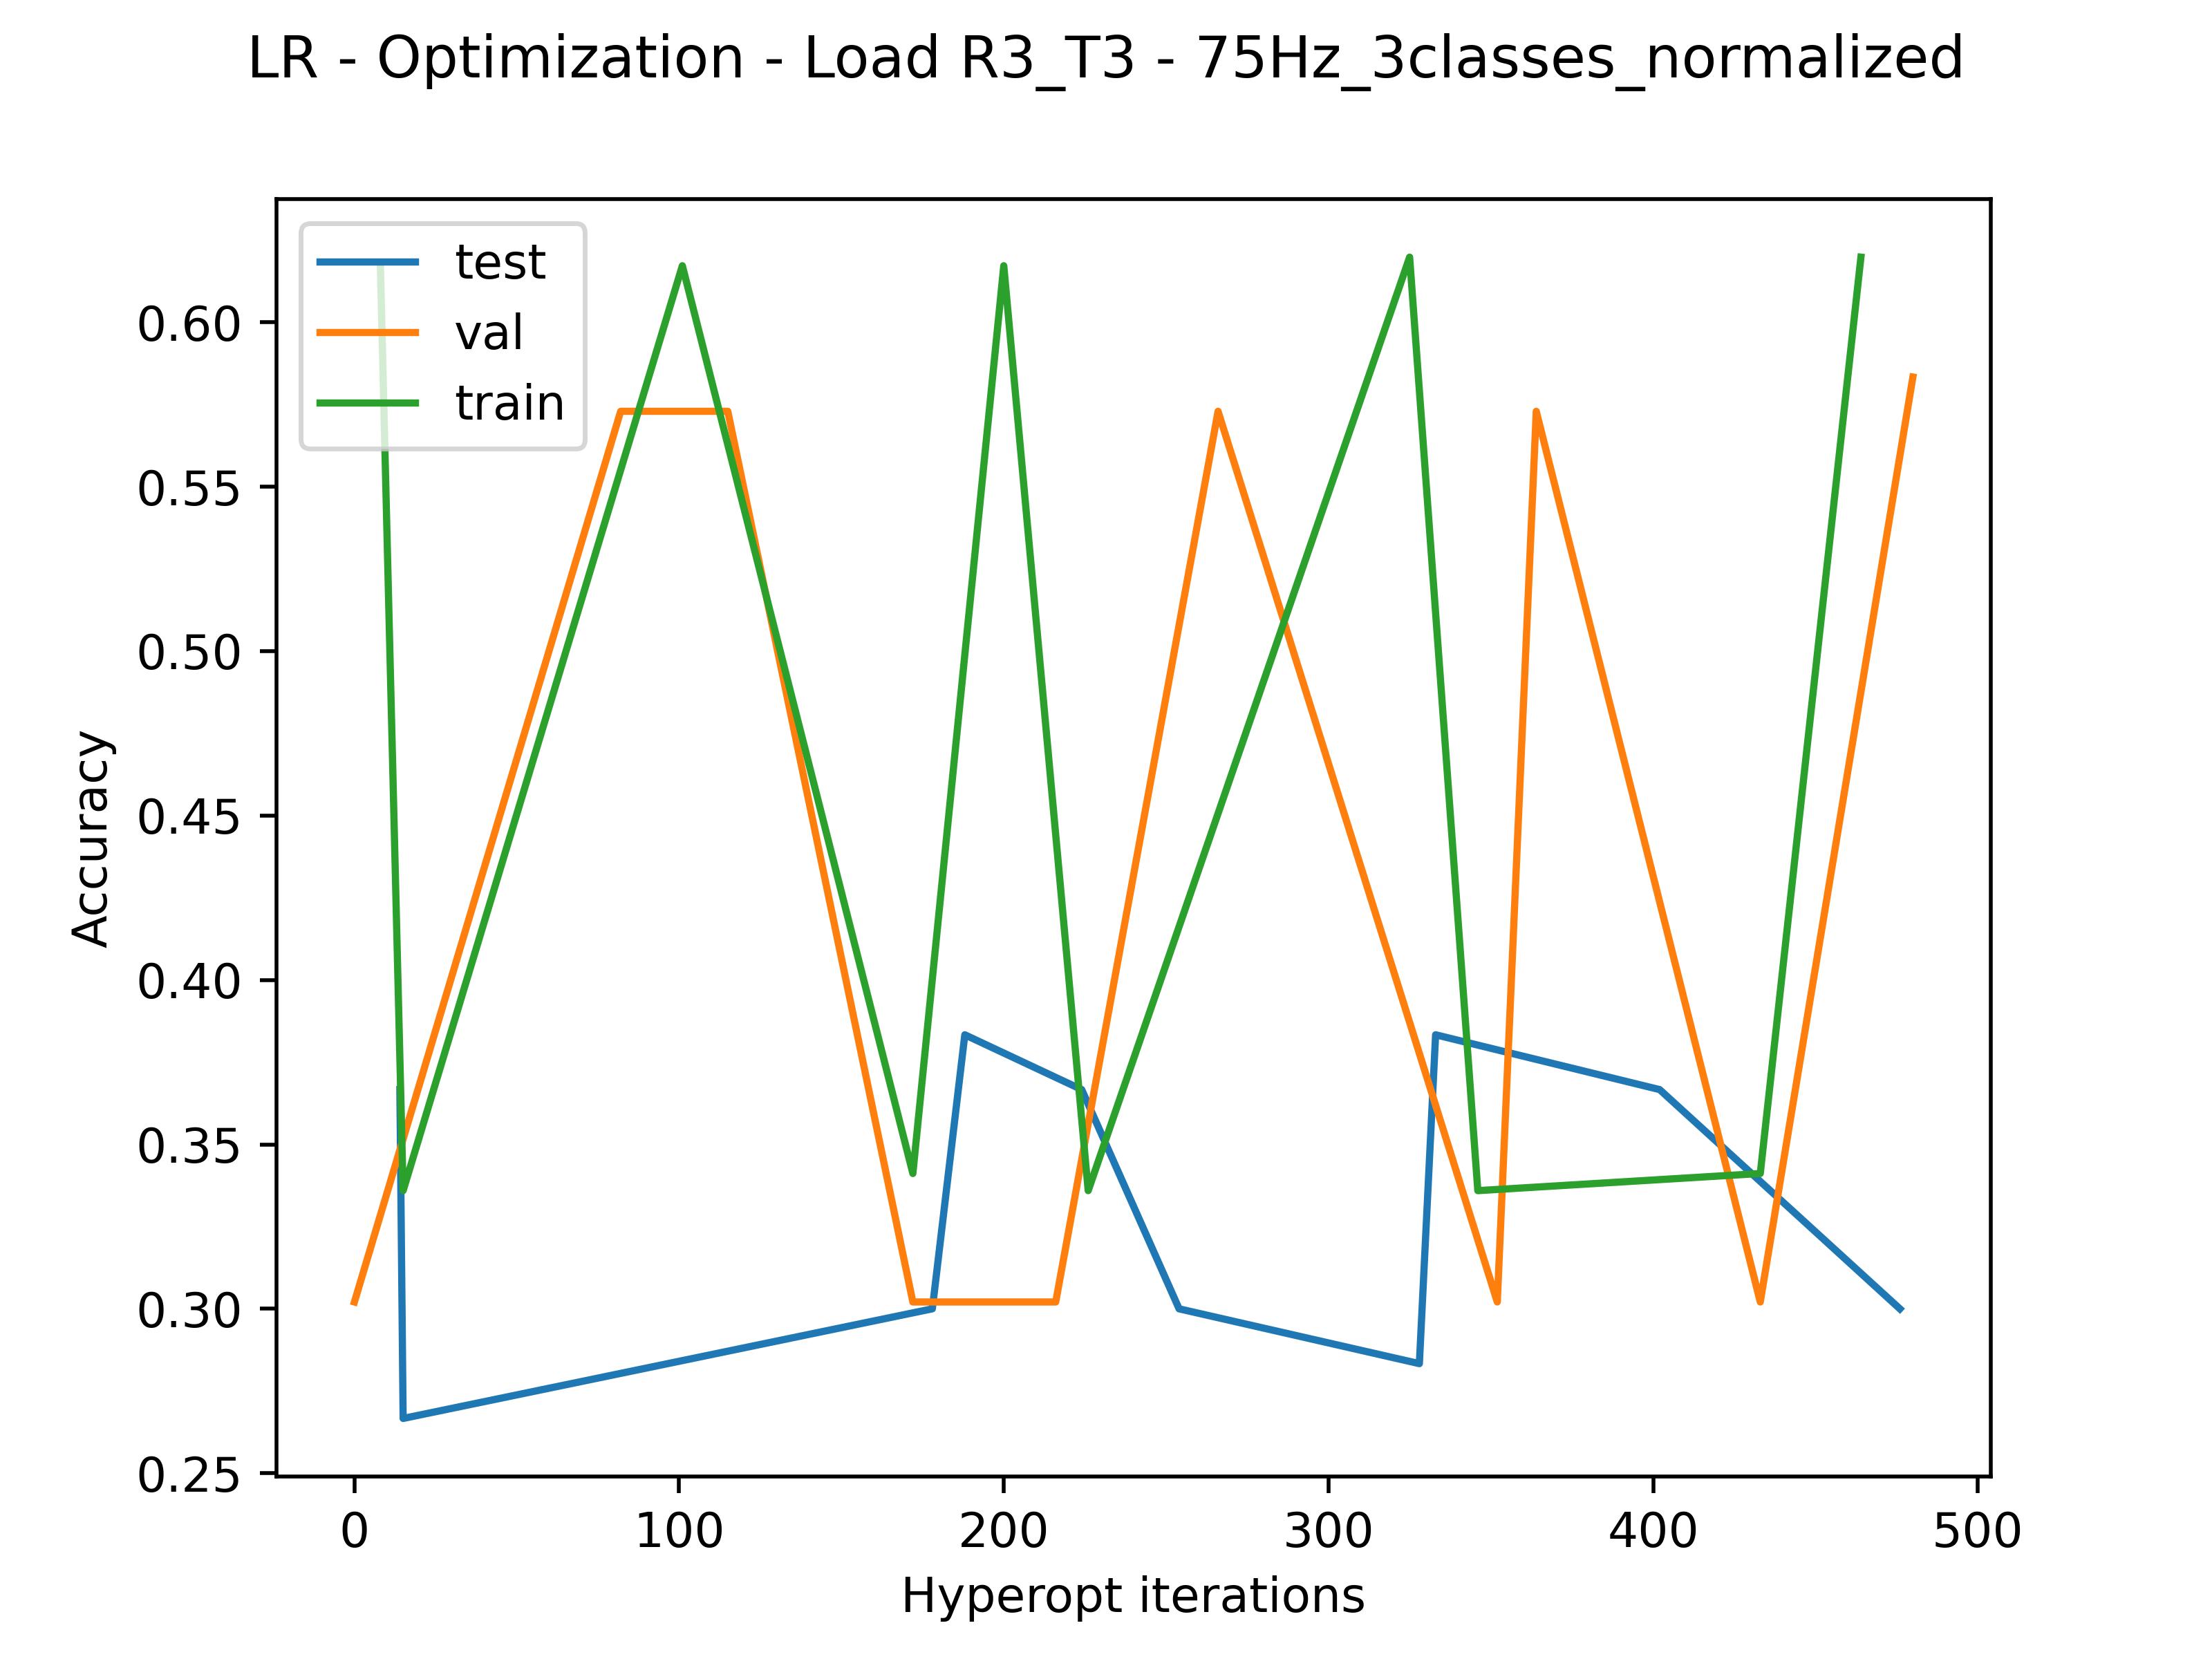 LR - Optimization - Load R3_T3 - 75Hz_3classes_normalized
test
val
train
0.60
0.55
0.50
0.45
0.40
0.35
0.30
0.25
Accuracy
0 100 200 300 400 500
Hyperopt iterations